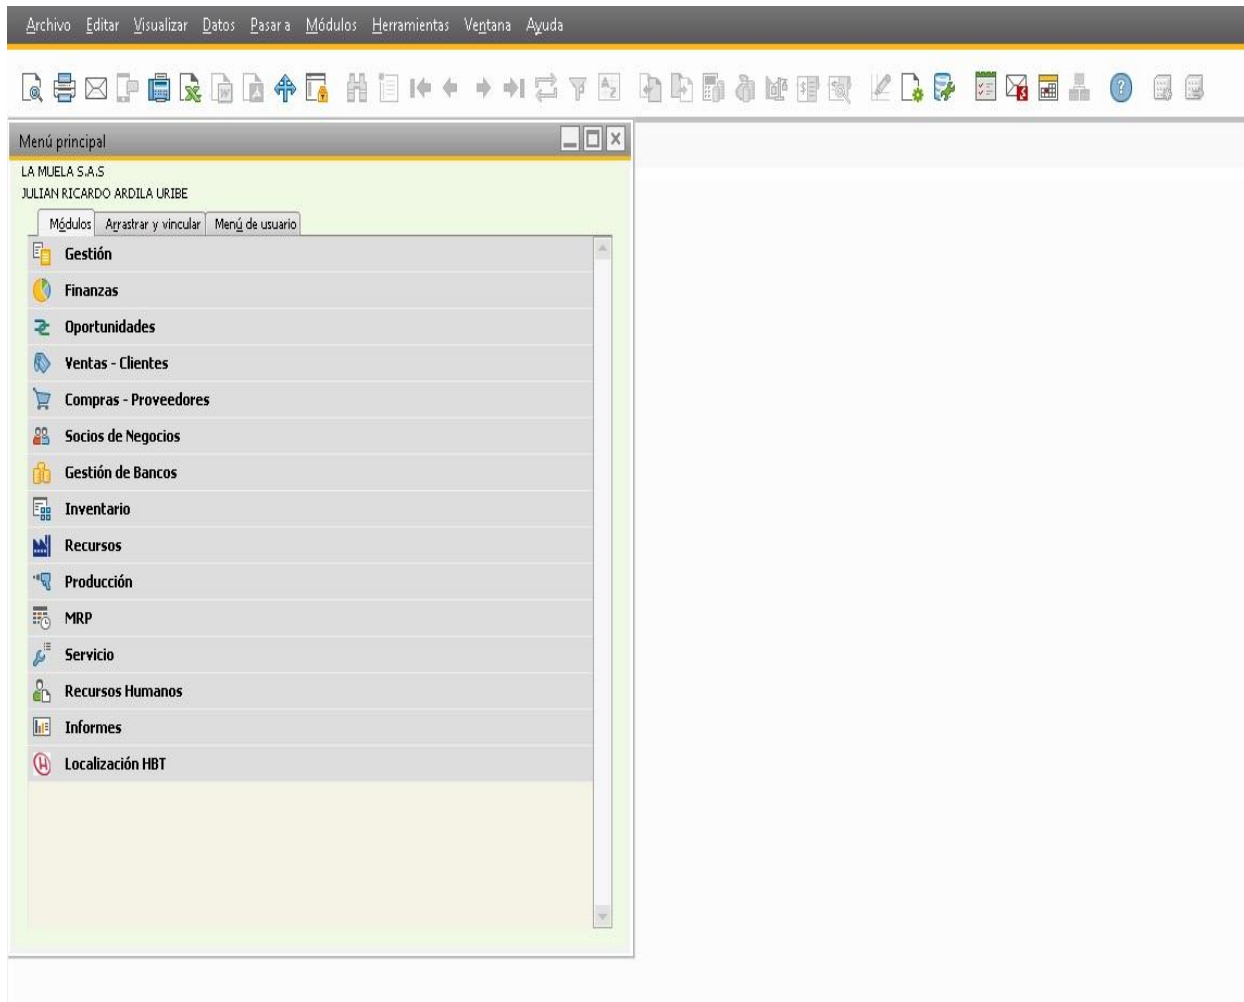 Archivo Editar Visualizar Datos Pasar a Módulos Herramientas Ventana Ayuda
Menú principal
LA MUELA S.A.S
JULIAN RICARDO ARDILA URIBE
Módulos Arrastrar y vincular Menú de usuario
Gestión
Finanzas
Oportunidades
Ventas - Clientes
Compras - Proveedores
Socios de Negocios
Gestión de Bancos
Inventario
Recursos
Producción
MRP
Servicio
Recursos Humanos
Informes
Localización HBT